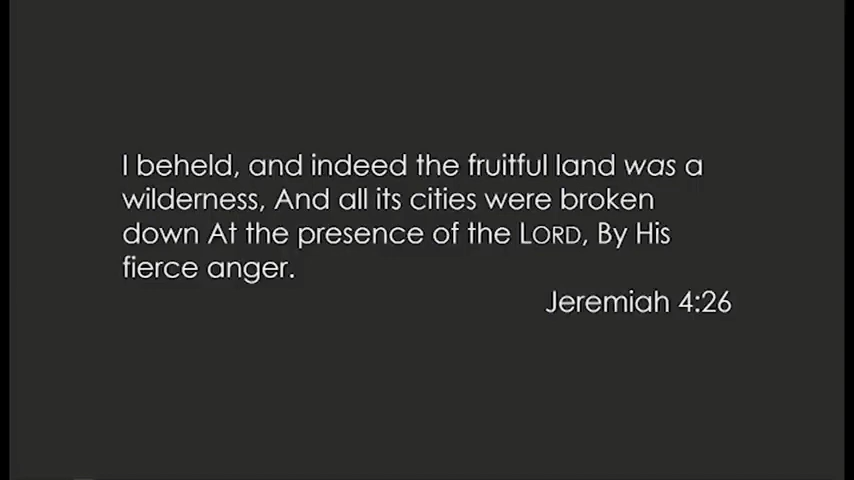 I beheld, and indeed the fruitful land was a
wilderness, And all its cities were broken
down At the presence of the LORD, By His
fierce anger.
Jeremiah 4:26